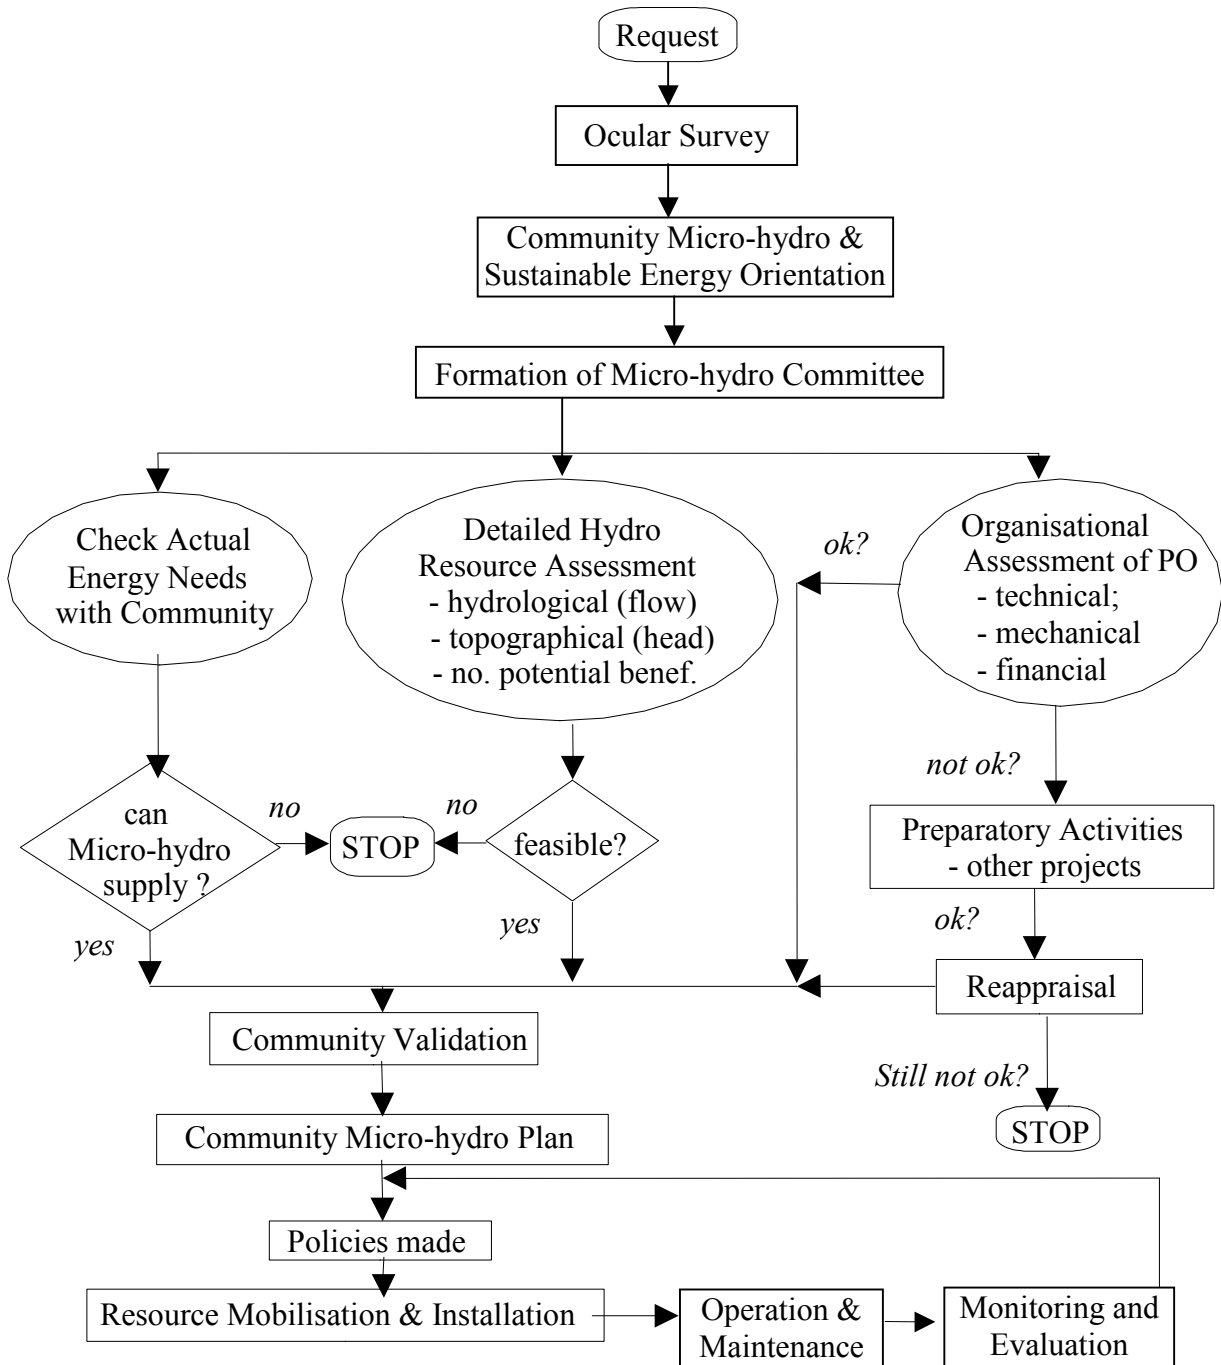 Request
Ocular Survey
Community Micro-hydro &
Sustainable Energy Orientation
Formation of Micro-hydro Committee
Check Actual
Energy Needs
with Community
Detailed Hydro
Resource Assessment
- hydrological (flow)
- topographical (head)
- no. potential benef.
ok?
Organisational
Assessment of PO
- technical;
- mechanical
- financial
not ok?
can
Micro-hydro
supply ?
no
STOP
no
feasible?
Preparatory Activities
- other projects
yes
yes
ok?
Reappraisal
Community Validation
Still not ok?
STOP
Community Micro-hydro Plan
Policies made
Resource Mobilisation & Installation
Operation &
Maintenance
Monitoring and
Evaluation